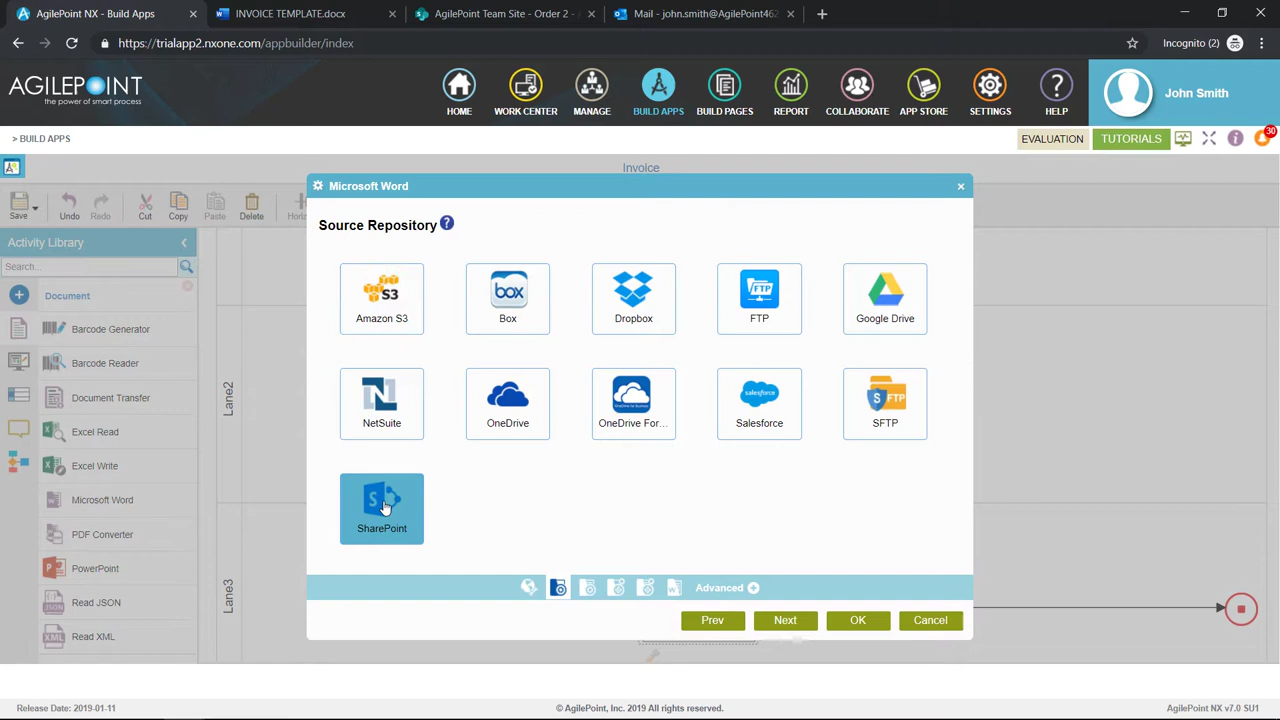 AgilePoint NX - Build Apps
INVOICE TEMPLATE.docx
AgilePoint Team Site - Order 2 -
Mail - john.smith@AgilePoint462
https://trialapp2.nxone.com/appbuilder/index
Incognito (2)
AGILEPOINT
the power of smart process
HOME
WORK CENTER
MANAGE
BUILD APPS
BUILD PAGES
REPORT
COLLABORATE
APP STORE
SETTINGS
HELP
John Smith
> BUILD APPS
EVALUATION
TUTORIALS
30
Invoice
Save
Undo
Redo
Cut
Copy
Paste
Delete
Activity Library
Search...
Document
Barcode Generator
Barcode Reader
Document Transfer
Excel Read
Excel Write
Microsoft Word
PDF Converter
PowerPoint
Read JSON
Read XML
Lane2
Lane3
Microsoft Word
Source Repository
Amazon S3
Box
Dropbox
FTP
Google Drive
NetSuite
OneDrive
OneDrive For...
Salesforce
SFTP
SharePoint
Advanced
Prev
Next
OK
Cancel
Release Date: 2019-01-11
© AgilePoint, Inc. 2019 All rights reserved.
AgilePoint NX v7.0 SU1